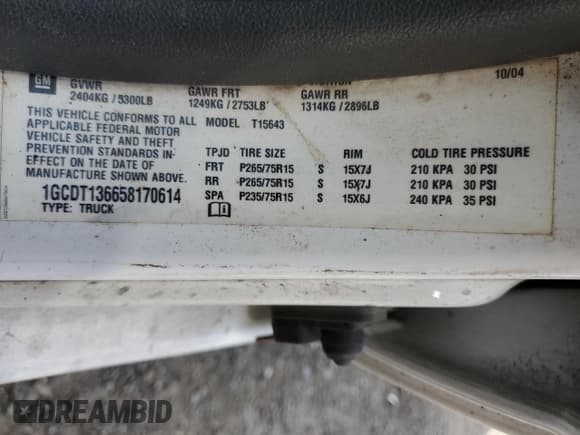 GM
GVWR GAWR FRT GAWR RR 10/04
2404KG / 5300LB 1249KG / 2753LB 1314KG / 2896LB
THIS VEHICLE CONFORMS TO ALL MODEL T15643
APPLICABLE FEDERAL MOTOR
VEHICLE SAFETY AND THEFT
PREVENTION STANDARDS IN
EFFECT ON THE DATE OF
MANUFACTURE SHOWN ABOVE.
1GCDT136658170614
TYPE: TRUCK
TPJD TIRE SIZE RIM COLD TIRE PRESSURE
FRT P265/75R15 S 15X7J 210 KPA 30 PSI
RR P265/75R15 S 15X7J 210 KPA 30 PSI
SPA P235/75R15 S 15X6J 240 KPA 35 PSI
DREAMBID